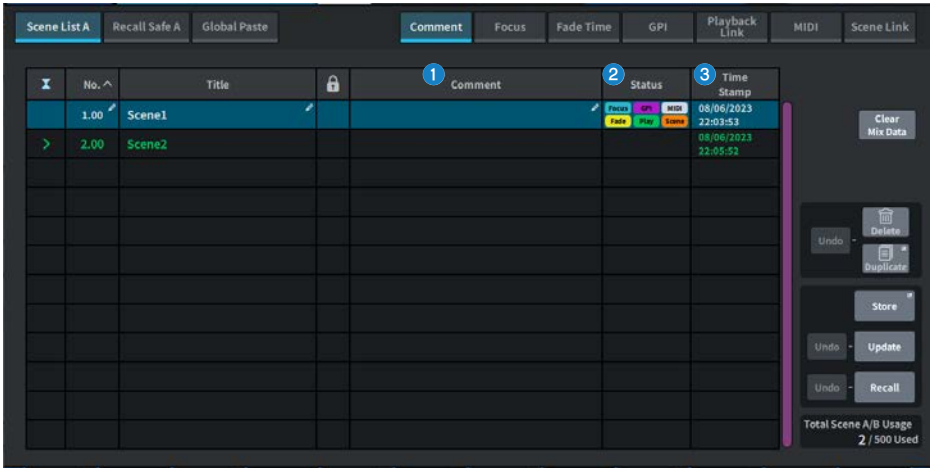 Scene List A Recall Safe A Global Paste Comment Focus Fade Time GPI Playback Link MIDI Scene Link
No. Title 1 Comment 2 Status 3 Time Stamp
1.00 Scene1 Focus GPI MIDI 08/06/2023
Fade Play Scene 22:03:53
2.00 Scene2 08/06/2023
22:05:52
Clear
Mix Data
Delete
Undo -
Duplicate
Store
Undo - Update
Undo - Recall
Total Scene A/B Usage
2 / 500 Used